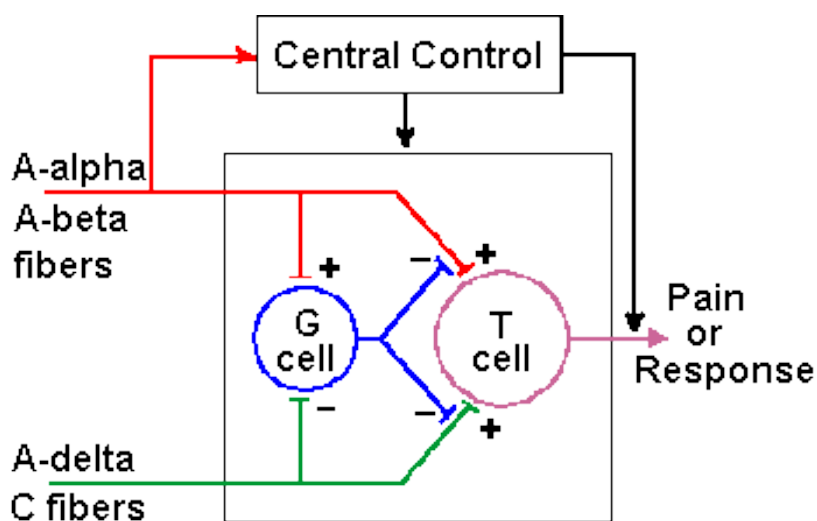 Central Control
A-alpha
A-beta
fibers
+
−
+
G
cell
T
cell
Pain
or
Response
−
−
+
A-delta
C fibers